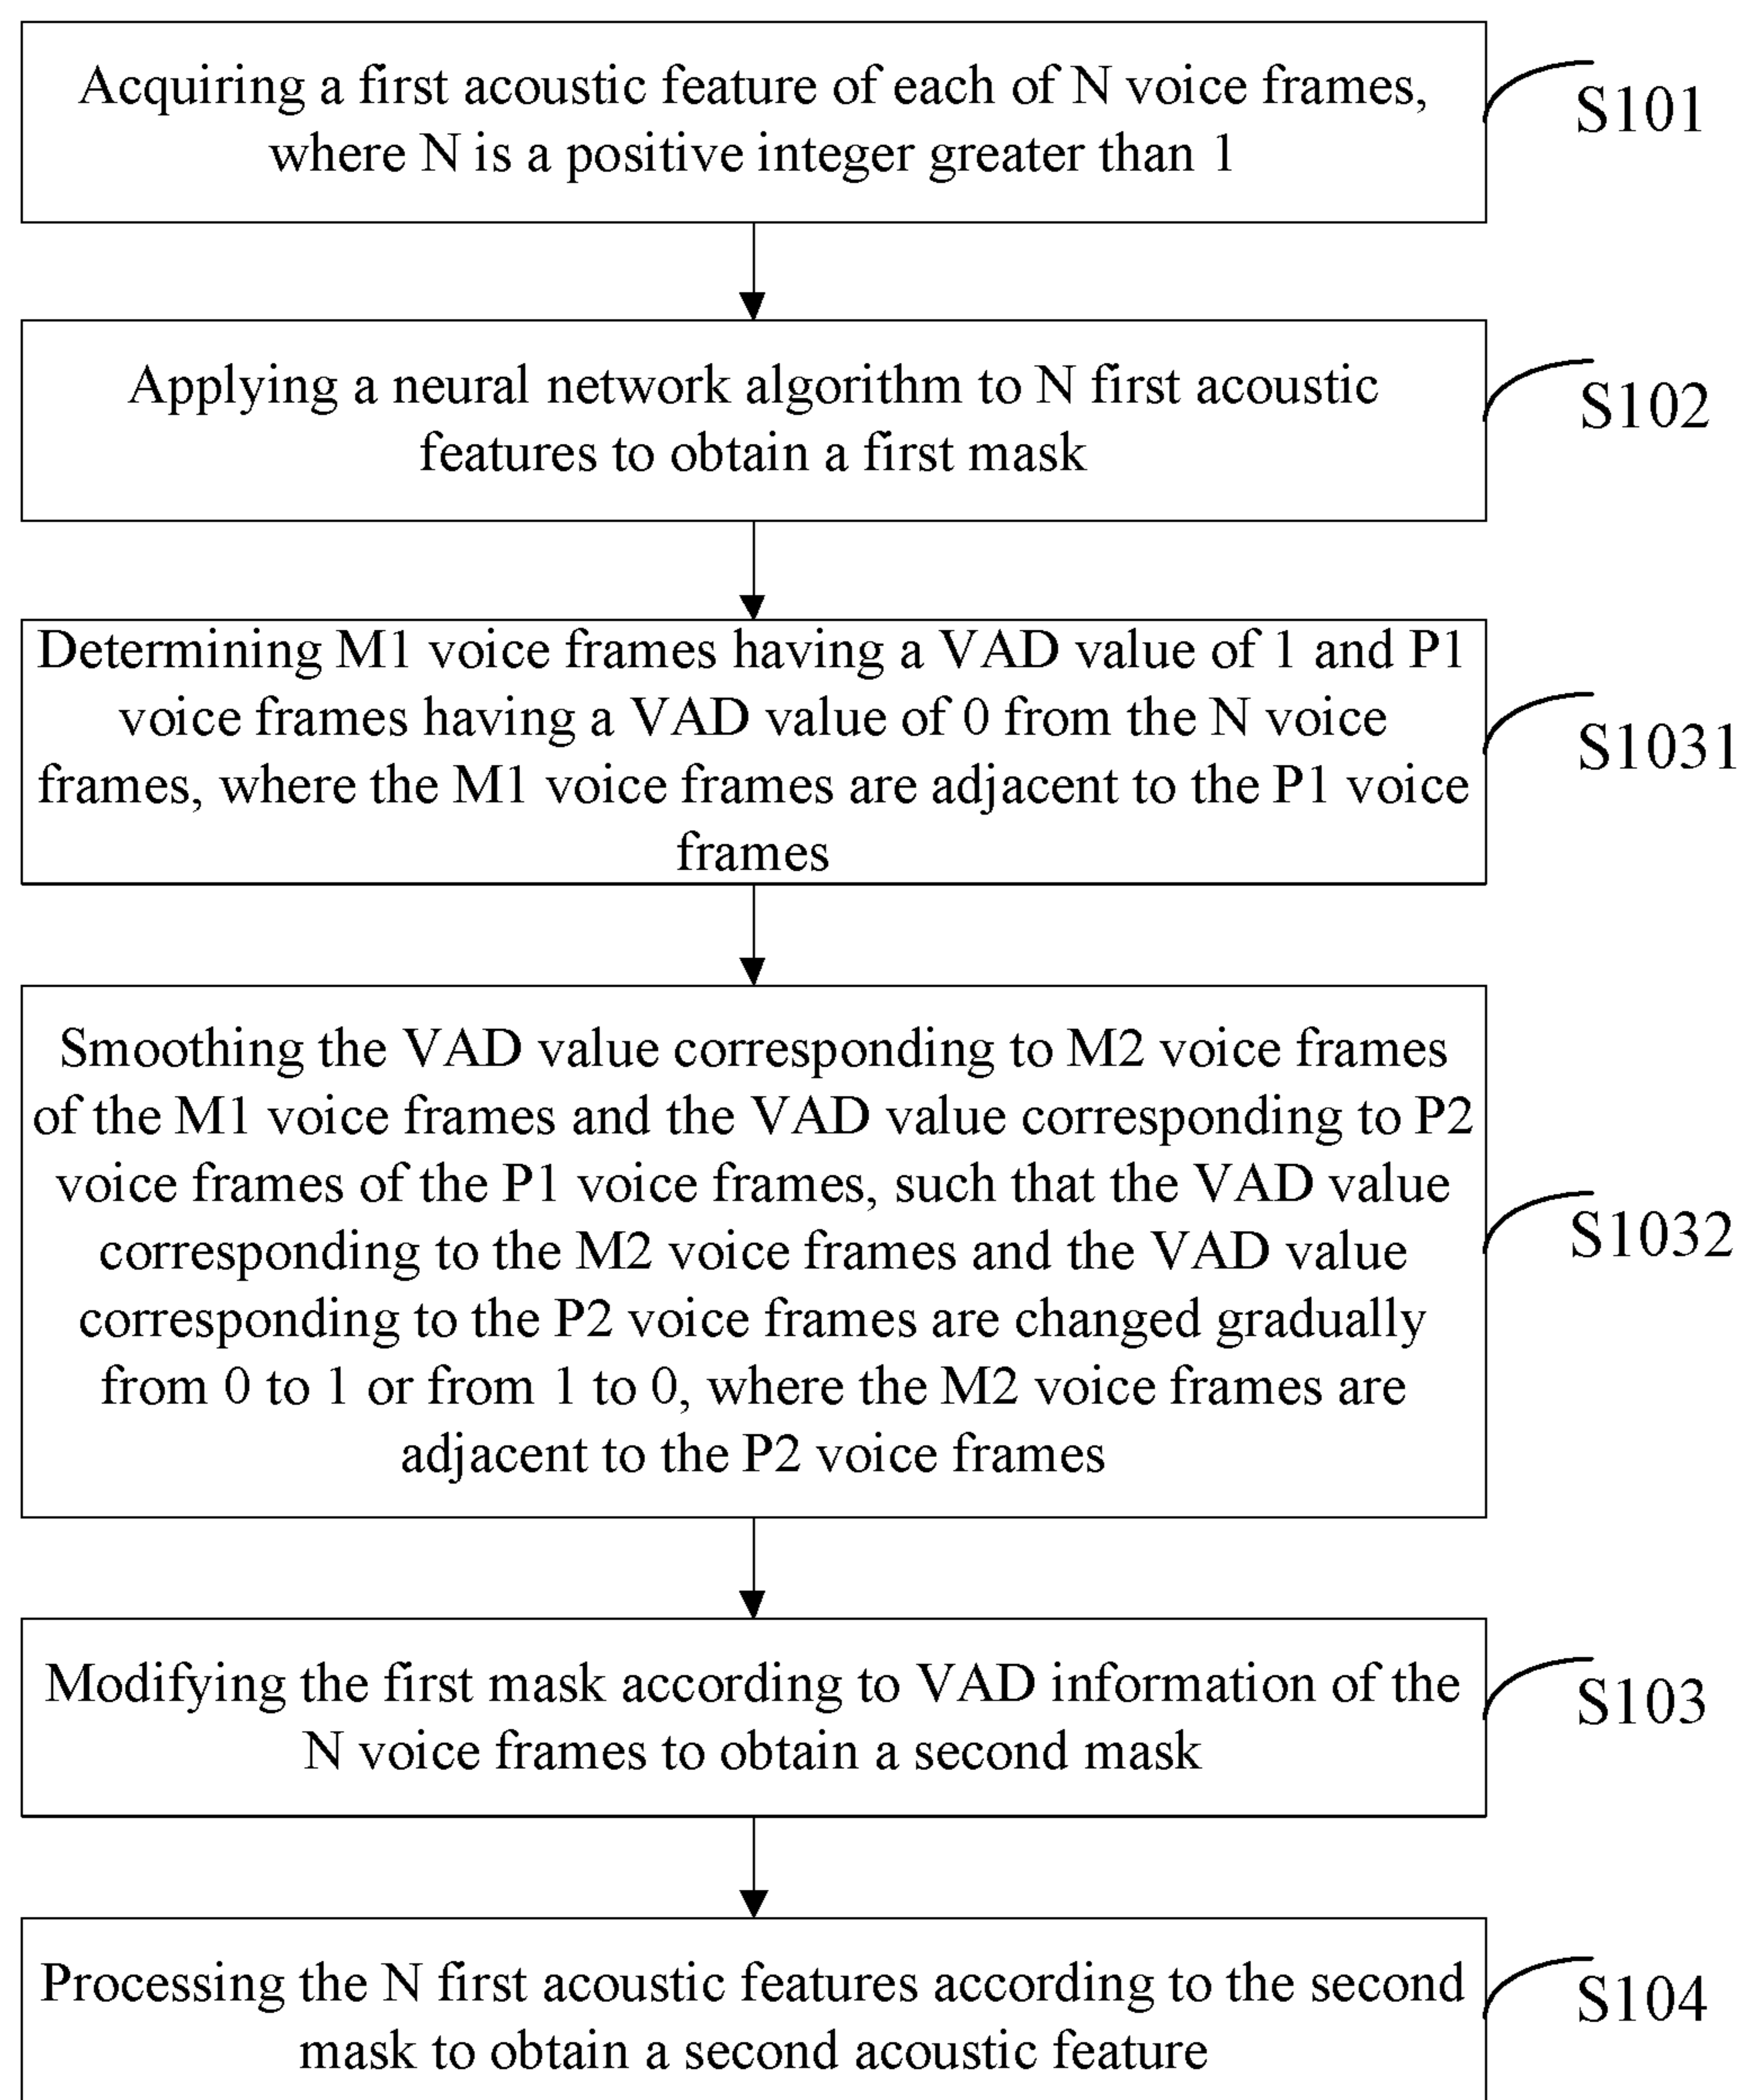 Acquiring a first acoustic feature of each of N voice frames,
where N is a positive integer greater than 1
S101
Applying a neural network algorithm to N first acoustic
features to obtain a first mask
S102
Determining M1 voice frames having a VAD value of 1 and P1
voice frames having a VAD value of 0 from the N voice
frames, where the M1 voice frames are adjacent to the P1 voice
frames
S1031
Smoothing the VAD value corresponding to M2 voice frames
of the M1 voice frames and the VAD value corresponding to P2
voice frames of the P1 voice frames, such that the VAD value
corresponding to the M2 voice frames and the VAD value
corresponding to the P2 voice frames are changed gradually
from 0 to 1 or from 1 to 0, where the M2 voice frames are
adjacent to the P2 voice frames
S1032
Modifying the first mask according to VAD information of the
N voice frames to obtain a second mask
S103
Processing the N first acoustic features according to the second
mask to obtain a second acoustic feature
S104